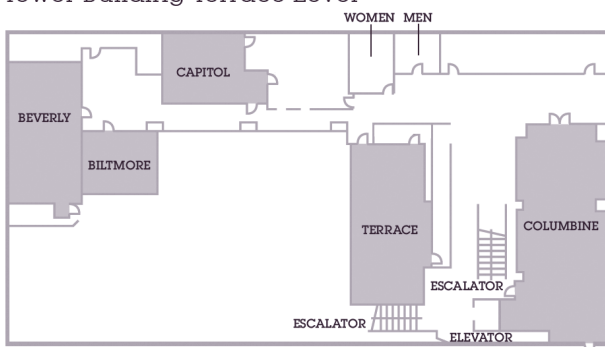 Tower Building Terrace Level
WOMEN MEN
CAPITOL
BEVERLY
BILTMORE
TERRACE
COLUMBINE
ESCALATOR
ESCALATOR
ELEVATOR